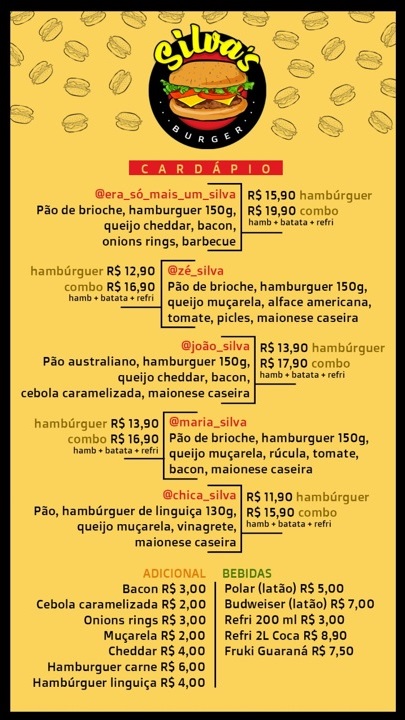 Silva's
BURGER
CARDÁPIO
@era_só_mais_um_silva
Pão de brioche, hamburguer 150g,
queijo cheddar, bacon,
onions rings, barbecue
R$ 15,90 hambúrguer
R$ 19,90 combo
hamb + batata + refri
hambúrguer R$ 12,90
combo R$ 16,90
hamb + batata + refri
@zé_silva
Pão de brioche, hamburguer 150g,
queijo muçarela, alface americana,
tomate, picles, maionese caseira
@joão_silva
Pão australiano, hamburguer 150g,
queijo cheddar, bacon,
cebola caramelizada, maionese caseira
R$ 13,90 hambúrguer
R$ 17,90 combo
hamb + batata + refri
hambúrguer R$ 13,90
combo R$ 16,90
hamb + batata + refri
@maria_silva
Pão de brioche, hamburguer 150g,
queijo muçarela, rúcula, tomate,
bacon, maionese caseira
@chica_silva
Pão, hambúrguer de linguiça 130g,
queijo muçarela, vinagrete,
maionese caseira
R$ 11,90 hambúrguer
R$ 15,90 combo
hamb + batata + refri
ADICIONAL
Bacon R$ 3,00
Cebola caramelizada R$ 2,00
Onions rings R$ 3,00
Muçarela R$ 2,00
Cheddar R$ 4,00
Hamburguer carne R$ 6,00
Hambúrguer linguiça R$ 4,00
BEBIDAS
Polar (latão) R$ 5,00
Budweiser (latão) R$ 7,00
Refri 200 ml R$ 3,00
Refri 2L Coca R$ 8,90
Fruki Guaraná R$ 7,50